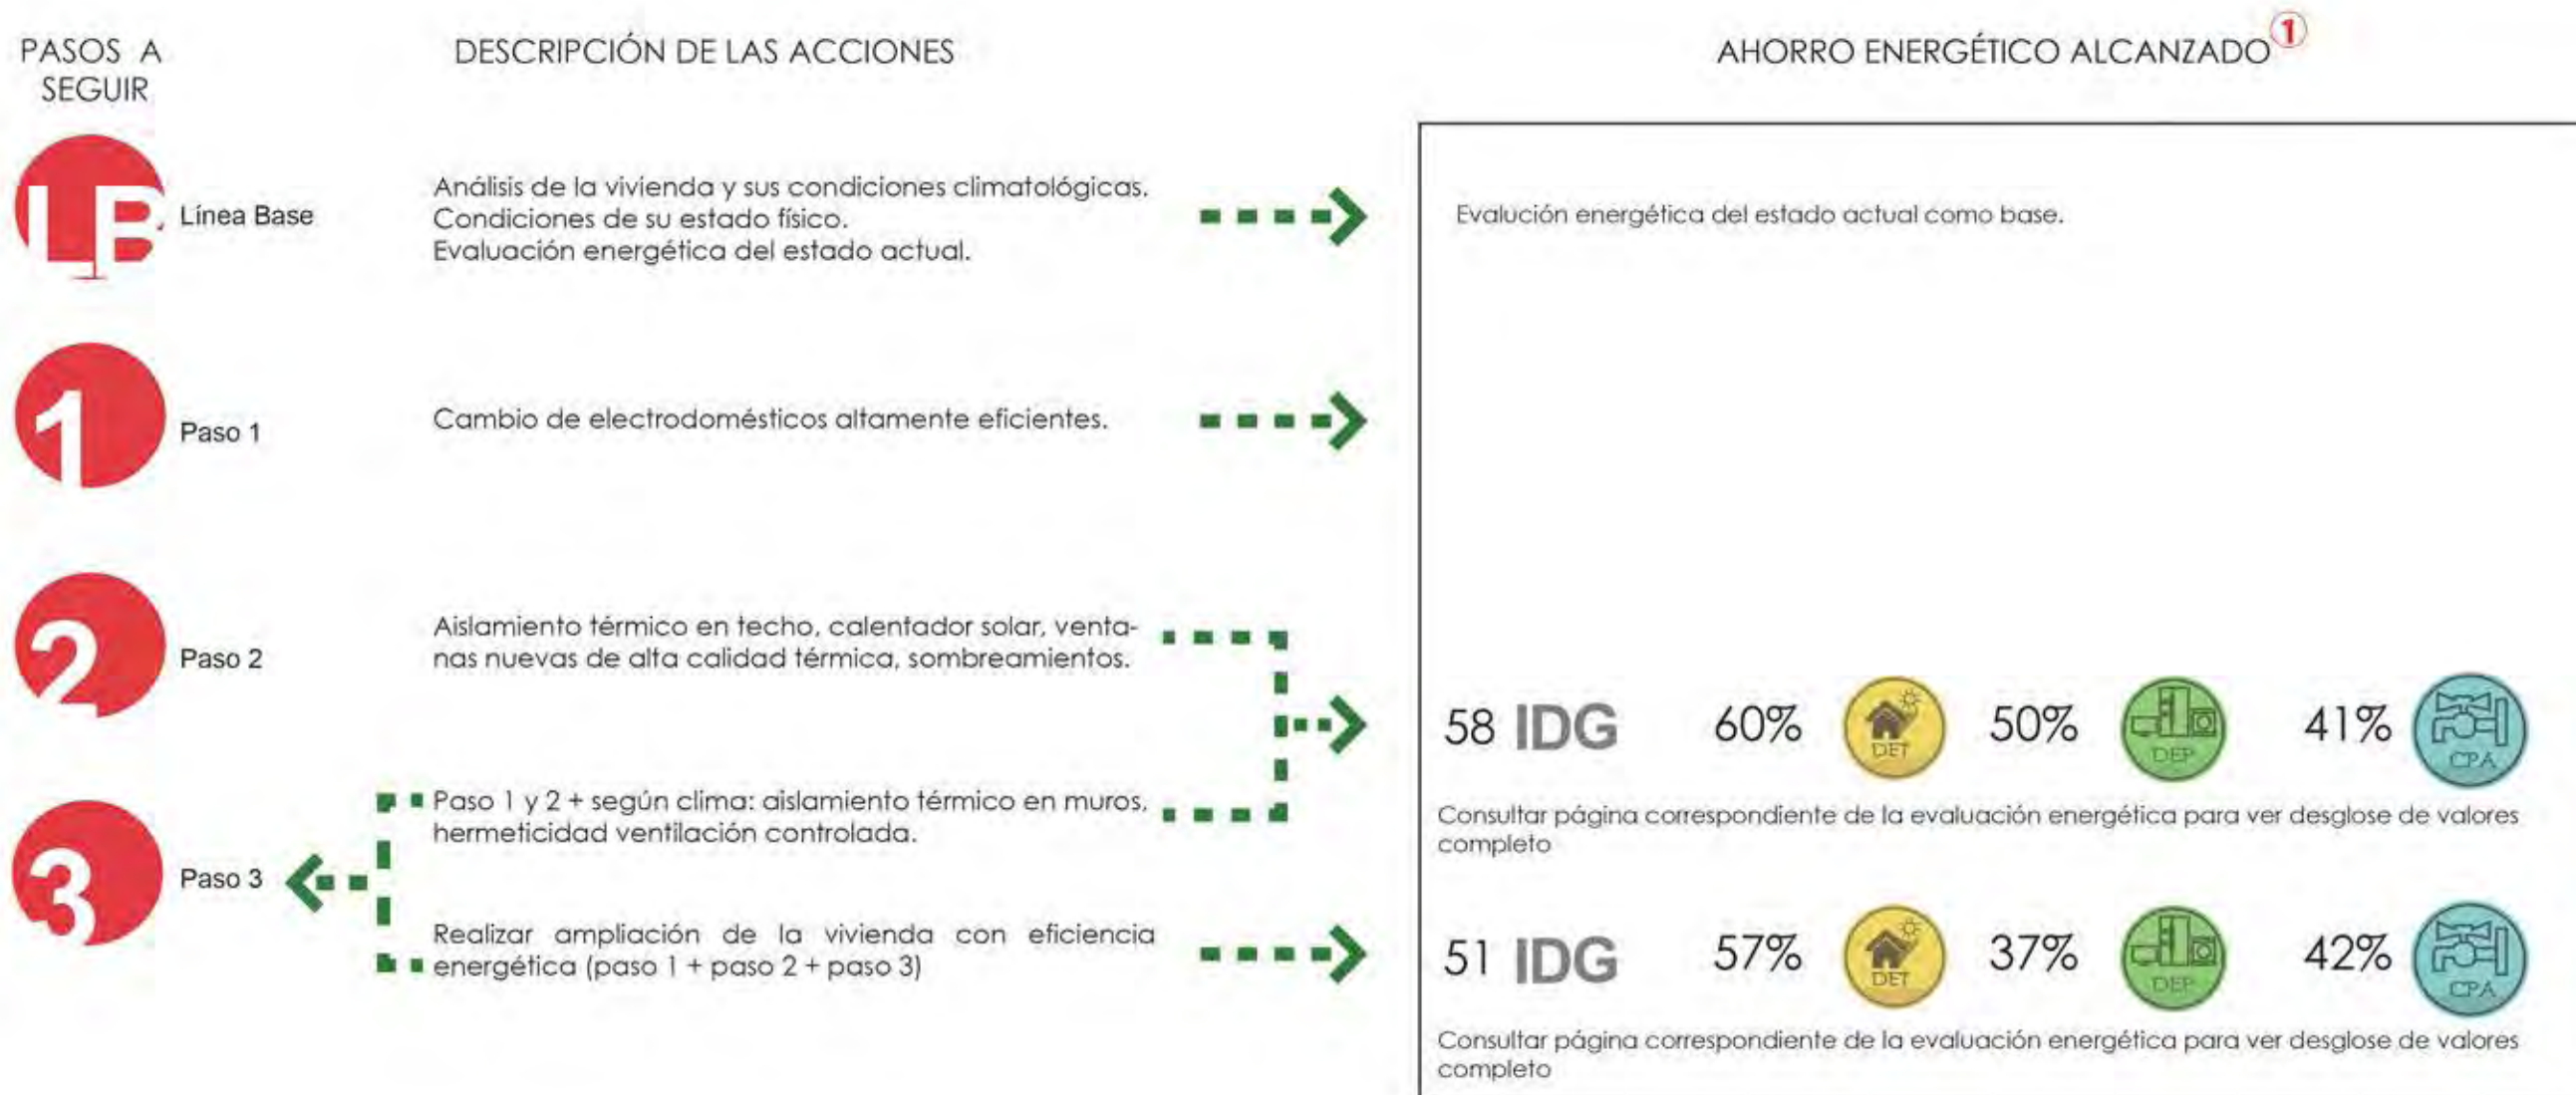 PASOS A
SEGUIR
DESCRIPCIÓN DE LAS ACCIONES
AHORRO ENERGÉTICO ALCANZADO①
LB
Línea Base
Análisis de la vivienda y sus condiciones climatológicas.
Condiciones de su estado físico.
Evaluación energética del estado actual.
Evalución energética del estado actual como base.
1
Paso 1
Cambio de electrodomésticos altamente eficientes.
2
Paso 2
Aislamiento térmico en techo, calentador solar, venta-
nas nuevas de alta calidad térmica, sombreamientos.
58 IDG 60% DET 50% DEP 41% CPA
Consultar página correspondiente de la evaluación energética para ver desglose de valores
completo
3
Paso 3
Paso 1 y 2 + según clima: aislamiento térmico en muros,
hermeticidad ventilación controlada.
Realizar ampliación de la vivienda con eficiencia
energética (paso 1 + paso 2 + paso 3)
51 IDG 57% DET 37% DEP 42% CPA
Consultar página correspondiente de la evaluación energética para ver desglose de valores
completo